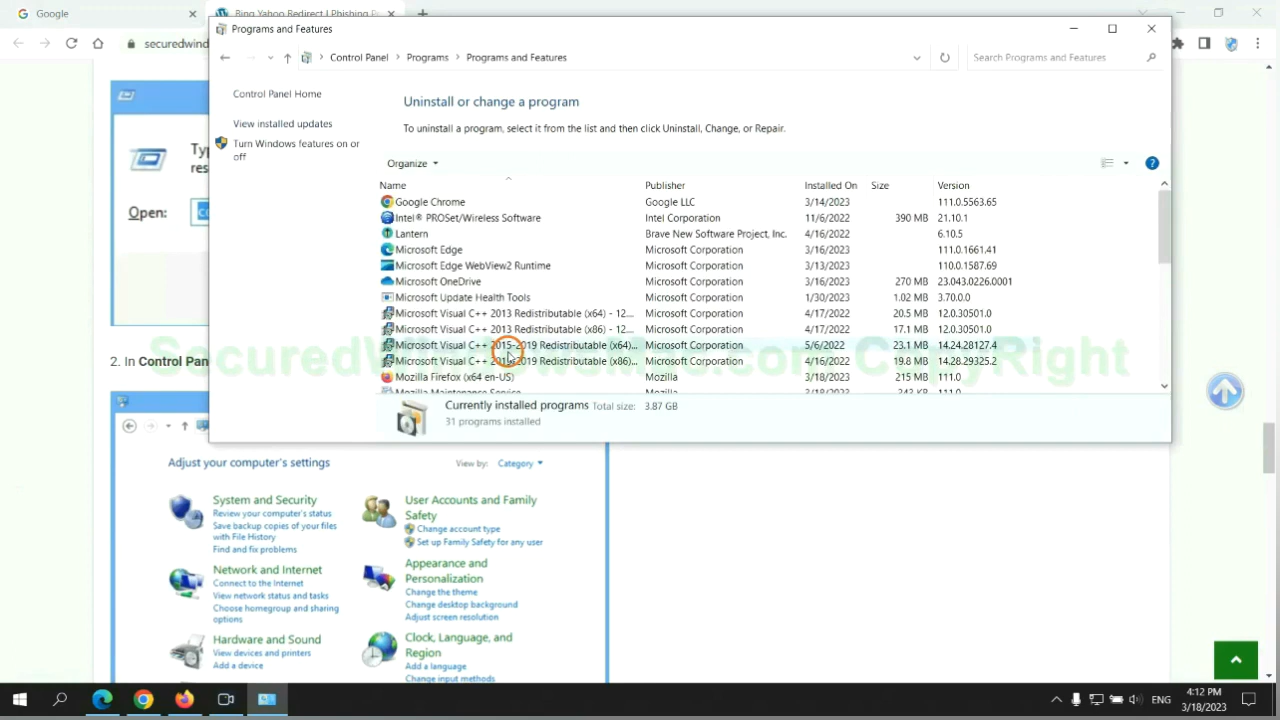 Google
Bing Yahoo Redirect | Phishing P
securedwin
Programs and Features
Control Panel > Programs > Programs and Features
Search Programs and Features
Control Panel Home
View installed updates
Turn Windows features on or
off
Uninstall or change a program
To uninstall a program, select it from the list and then click Uninstall, Change, or Repair.
Organize
Name Publisher Installed On Size Version
Google Chrome Google LLC 3/14/2023 111.0.5563.65
Intel® PROSet/Wireless Software Intel Corporation 11/6/2022 390 MB 21.10.1
Lantern Brave New Software Project, Inc. 4/16/2022 6.10.5
Microsoft Edge Microsoft Corporation 3/16/2023 111.0.1661.41
Microsoft Edge WebView2 Runtime Microsoft Corporation 3/13/2023 110.0.1587.69
Microsoft OneDrive Microsoft Corporation 3/16/2023 270 MB 23.043.0226.0001
Microsoft Update Health Tools Microsoft Corporation 1/30/2023 1.02 MB 3.70.0.0
Microsoft Visual C++ 2013 Redistributable (x64) - 12.... Microsoft Corporation 4/17/2022 20.5 MB 12.0.30501.0
Microsoft Visual C++ 2013 Redistributable (x86) - 12.... Microsoft Corporation 4/17/2022 17.1 MB 12.0.30501.0
Microsoft Visual C++ 2015-2019 Redistributable (x64)... Microsoft Corporation 5/6/2022 23.1 MB 14.24.28127.4
Microsoft Visual C++ 2015-2019 Redistributable (x86)... Microsoft Corporation 4/16/2022 19.8 MB 14.28.29325.2
Mozilla Firefox (x64 en-US) Mozilla 3/18/2023 215 MB 111.0
Mozilla Maintenance Service Mozilla 3/18/2023 343 KB 111.0
Currently installed programs Total size: 3.87 GB
31 programs installed
Typ
res
Open:
2. In Control Pan
Adjust your computer's settings
View by: Category
System and Security
Review your computer's status
Save backup copies of your files
with File History
Find and fix problems
Network and Internet
Connect to the Internet
View network status and tasks
Choose homegroup and sharing
options
Hardware and Sound
View devices and printers
Add a device
User Accounts and Family
Safety
Change account type
Set up Family Safety for any user
Appearance and
Personalization
Change the theme
Change desktop background
Adjust screen resolution
Clock, Language, and
Region
Add a language
Change input methods
ENG
4:12 PM
3/18/2023